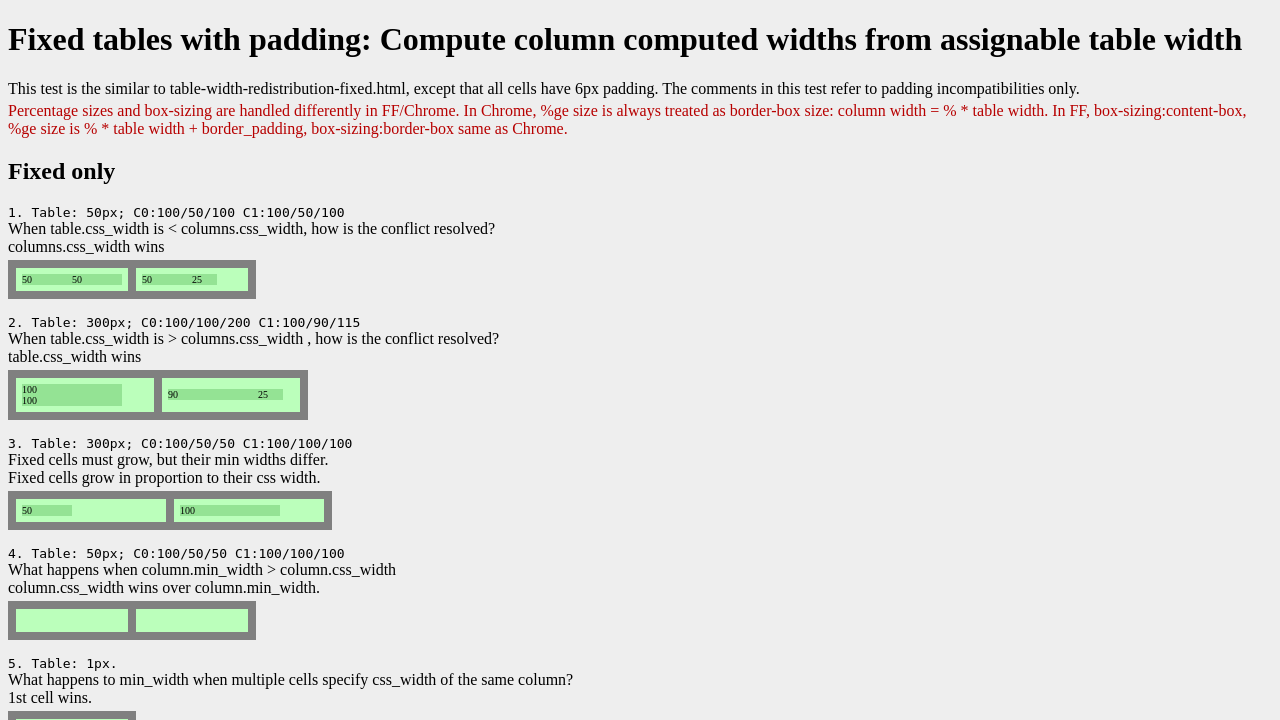 Fixed tables with padding: Compute column computed widths from assignable table width
This test is the similar to table-width-redistribution-fixed.html, except that all cells have 6px padding. The comments in this test refer to padding incompatibilities only.
Percentage sizes and box-sizing are handled differently in FF/Chrome. In Chrome, %ge size is always treated as border-box size: column width = % * table width. In FF, box-sizing:content-box,
%ge size is % * table width + border_padding, box-sizing:border-box same as Chrome.
Fixed only
1. Table: 50px; C0:100/50/100 C1:100/50/100
When table.css_width is < columns.css_width, how is the conflict resolved?
columns.css_width wins
50 50 50 25
2. Table: 300px; C0:100/100/200 C1:100/90/115
When table.css_width is > columns.css_width , how is the conflict resolved?
table.css_width wins
100
100
90 25
3. Table: 300px; C0:100/50/50 C1:100/100/100
Fixed cells must grow, but their min widths differ.
Fixed cells grow in proportion to their css width.
50 100
4. Table: 50px; C0:100/50/50 C1:100/100/100
What happens when column.min_width > column.css_width
column.css_width wins over column.min_width.
5. Table: 1px.
What happens to min_width when multiple cells specify css_width of the same column?
1st cell wins.